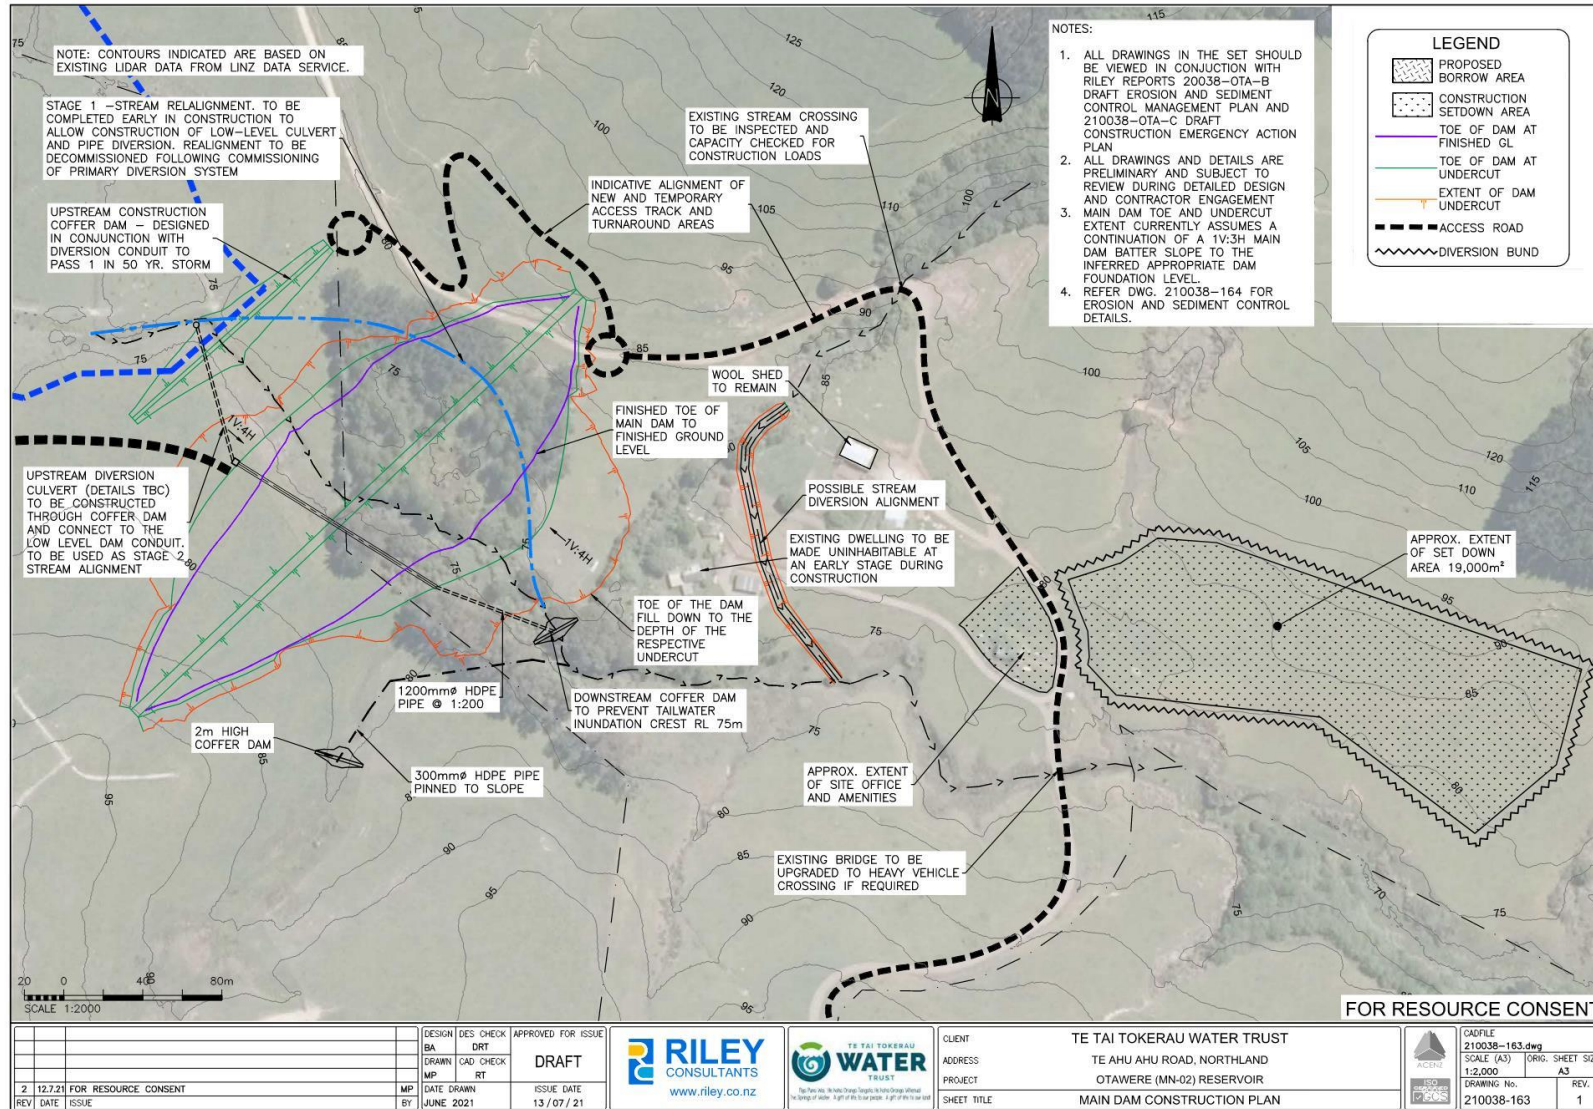 NOTE: CONTOURS INDICATED ARE BASED ON
EXISTING LIDAR DATA FROM LINZ DATA SERVICE.
STAGE 1 –STREAM RELALIGNMENT. TO BE
COMPLETED EARLY IN CONSTRUCTION TO
ALLOW CONSTRUCTION OF LOW–LEVEL CULVERT
AND PIPE DIVERSION. REALIGNMENT TO BE
DECOMMISSIONED FOLLOWING COMMISSIONING
OF PRIMARY DIVERSION SYSTEM
UPSTREAM CONSTRUCTION
COFFER DAM – DESIGNED
IN CONJUNCTION WITH
DIVERSION CONDUIT TO
PASS 1 IN 50 YR. STORM
UPSTREAM DIVERSION
CULVERT (DETAILS TBC)
TO BE CONSTRUCTED
THROUGH COFFER DAM
AND CONNECT TO THE
LOW LEVEL DAM CONDUIT.
TO BE USED AS STAGE 2
STREAM ALIGNMENT
1V:4H
EXISTING STREAM CROSSING
TO BE INSPECTED AND
CAPACITY CHECKED FOR
CONSTRUCTION LOADS
INDICATIVE ALIGNMENT OF
NEW AND TEMPORARY
ACCESS TRACK AND
TURNAROUND AREAS
WOOL SHED
TO REMAIN
FINISHED TOE OF
MAIN DAM TO
FINISHED GROUND
LEVEL
POSSIBLE STREAM
DIVERSION ALIGNMENT
1V:4H
EXISTING DWELLING TO BE
MADE UNINHABITABLE AT
AN EARLY STAGE DURING
CONSTRUCTION
TOE OF THE DAM
FILL DOWN TO THE
DEPTH OF THE
RESPECTIVE
UNDERCUT
1200mmø HDPE
PIPE @ 1:200
DOWNSTREAM COFFER DAM
TO PREVENT TAILWATER
INUNDATION CREST RL 75m
2m HIGH
COFFER DAM
300mmø HDPE PIPE
PINNED TO SLOPE
APPROX. EXTENT
OF SITE OFFICE
AND AMENITIES
EXISTING BRIDGE TO BE
UPGRADED TO HEAVY VEHICLE
CROSSING IF REQUIRED
APPROX. EXTENT
OF SET DOWN
AREA 19,000m²
N
NOTES:
1. ALL DRAWINGS IN THE SET SHOULD
BE VIEWED IN CONJUCTION WITH
RILEY REPORTS 20038–OTA–B
DRAFT EROSION AND SEDIMENT
CONTROL MANAGEMENT PLAN AND
210038–OTA–C DRAFT
CONSTRUCTION EMERGENCY ACTION
PLAN
2. ALL DRAWINGS AND DETAILS ARE
PRELIMINARY AND SUBJECT TO
REVIEW DURING DETAILED DESIGN
AND CONTRACTOR ENGAGEMENT
3. MAIN DAM TOE AND UNDERCUT
EXTENT CURRENTLY ASSUMES A
CONTINUATION OF A 1V:3H MAIN
DAM BATTER SLOPE TO THE
INFERRED APPROPRIATE DAM
FOUNDATION LEVEL.
4. REFER DWG. 210038–164 FOR
EROSION AND SEDIMENT CONTROL
DETAILS.
LEGEND
PROPOSED
BORROW AREA
CONSTRUCTION
SETDOWN AREA
TOE OF DAM AT
FINISHED GL
TOE OF DAM AT
UNDERCUT
EXTENT OF DAM
UNDERCUT
ACCESS ROAD
DIVERSION BUND
20 0 40 80m
SCALE 1:2000
FOR RESOURCE CONSENT
2 12.7.21 FOR RESOURCE CONSENT MP
REV DATE ISSUE BY
DESIGN DES CHECK APPROVED FOR ISSUE
BA DRT DRAFT
DRAWN CAD CHECK
MP RT
DATE DRAWN ISSUE DATE
JUNE 2021 13/07/21
RILEY
CONSULTANTS
www.riley.co.nz
TE TAI TOKERAU
WATER
TRUST
CLIENT TE TAI TOKERAU WATER TRUST
ADDRESS TE AHU AHU ROAD, NORTHLAND
PROJECT OTAWERE (MN-02) RESERVOIR
SHEET TITLE MAIN DAM CONSTRUCTION PLAN
ACENZ
CADFILE
210038–163.dwg
SCALE (A3) ORIG. SHEET SIZ
1:2,000 A3
DRAWING No. REV.
210038-163 1